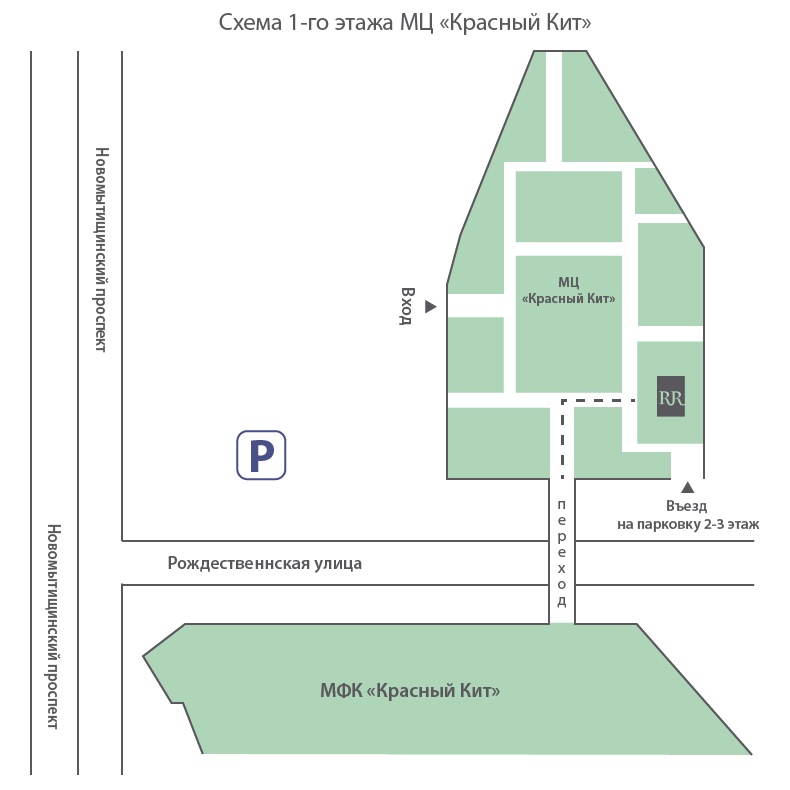 Схема 1-го этажа МЦ «Красный Кит»
Новомытищинский проспект
Вход
МЦ
«Красный Кит»
RR
P
Въезд
на парковку 2-3 этаж
переход
Рождественнская улица
Новомытищинский проспект
МФК «Красный Кит»